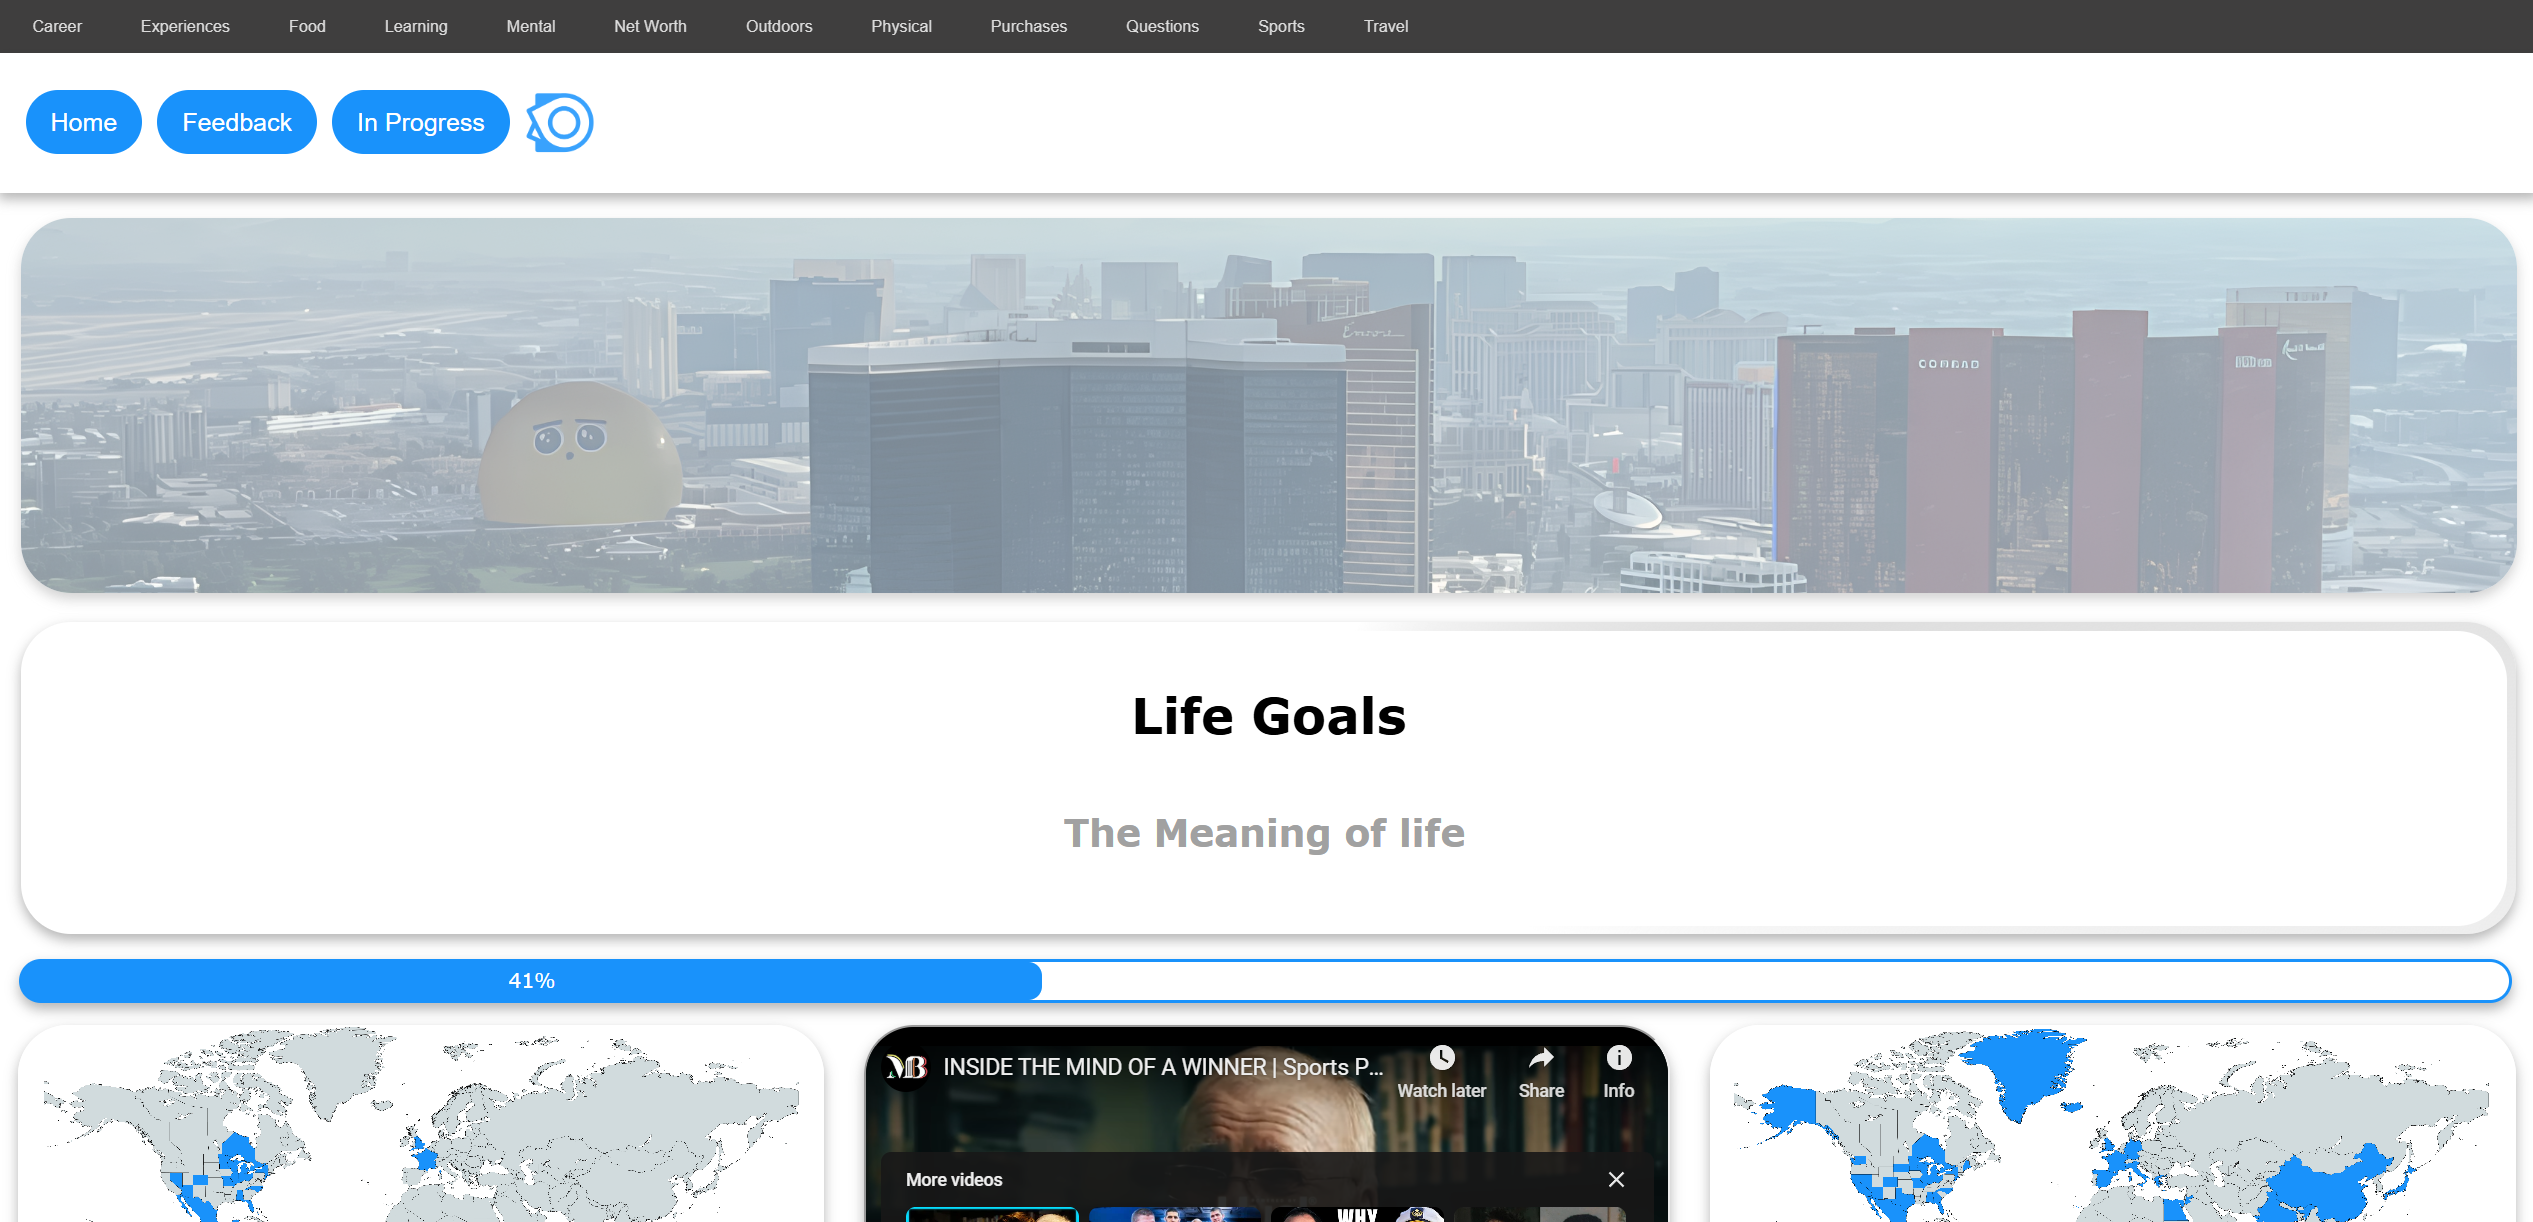 Career Experiences Food Learning Mental Net Worth Outdoors Physical Purchases Questions Sports Travel
Home Feedback In Progress
CONRAD
Life Goals
The Meaning of life
41%
MB INSIDE THE MIND OF A WINNER | Sports P...
Watch later Share Info
More videos
WHY